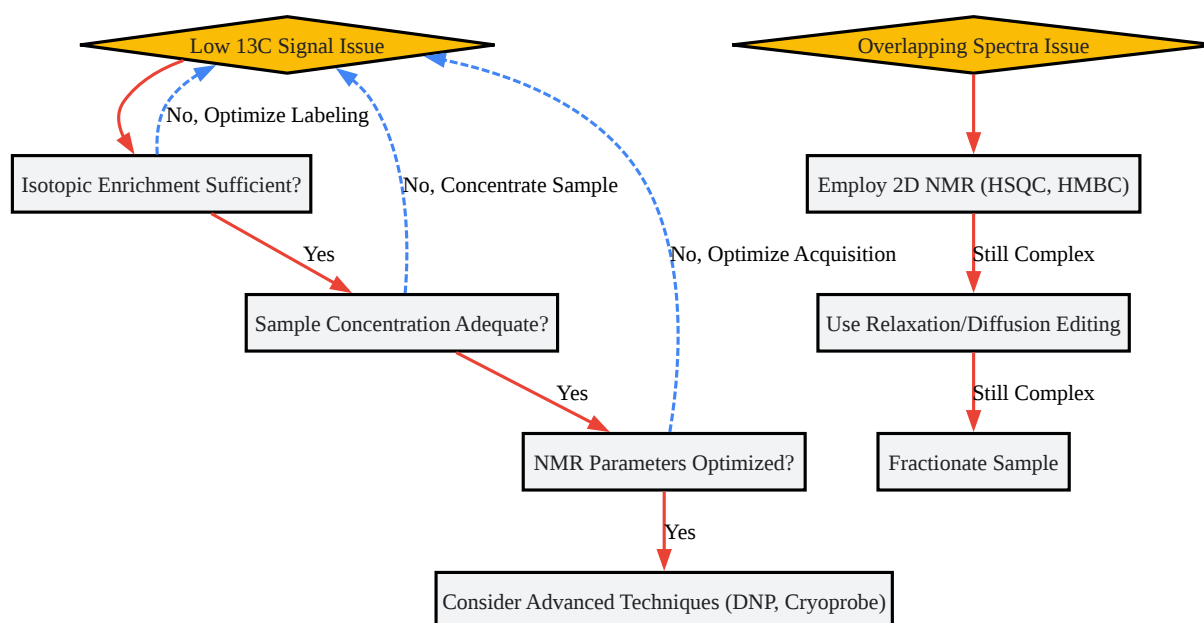 Low 13C Signal Issue
Overlapping Spectra Issue
No, Optimize Labeling
Isotopic Enrichment Sufficient?
No, Concentrate Sample
Employ 2D NMR (HSQC, HMBC)
Yes
No, Optimize Acquisition
Still Complex
Sample Concentration Adequate?
Use Relaxation/Diffusion Editing
Yes
Still Complex
NMR Parameters Optimized?
Fractionate Sample
Yes
Consider Advanced Techniques (DNP, Cryoprobe)